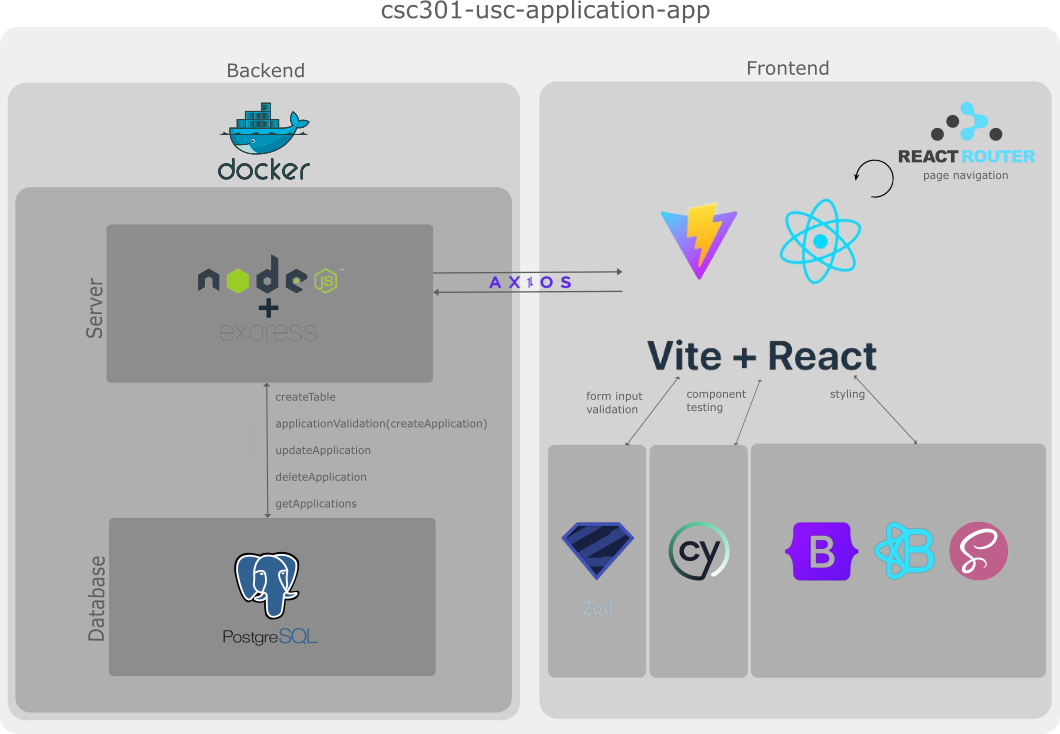 csc301-usc-application-app
Backend
Frontend
docker
REACT ROUTER
page navigation
Server
node
JS
™
+
express
AXIOS
Vite + React
createTable
applicationValidation(createApplication)
updateApplication
deleteApplication
getApplications
form input
validation
component
testing
styling
Database
PostgreSQL
Zod
cy
B
B
S